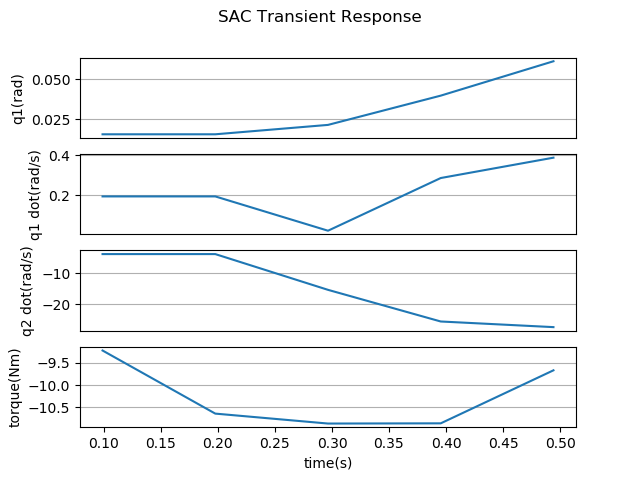 SAC Transient Response
q1(rad)
0.050
0.025
q1 dot(rad/s)
0.4
0.2
q2 dot(rad/s)
−10
−20
torque(Nm)
−9.5
−10.0
−10.5
0.10 0.15 0.20 0.25 0.30 0.35 0.40 0.45 0.50
time(s)